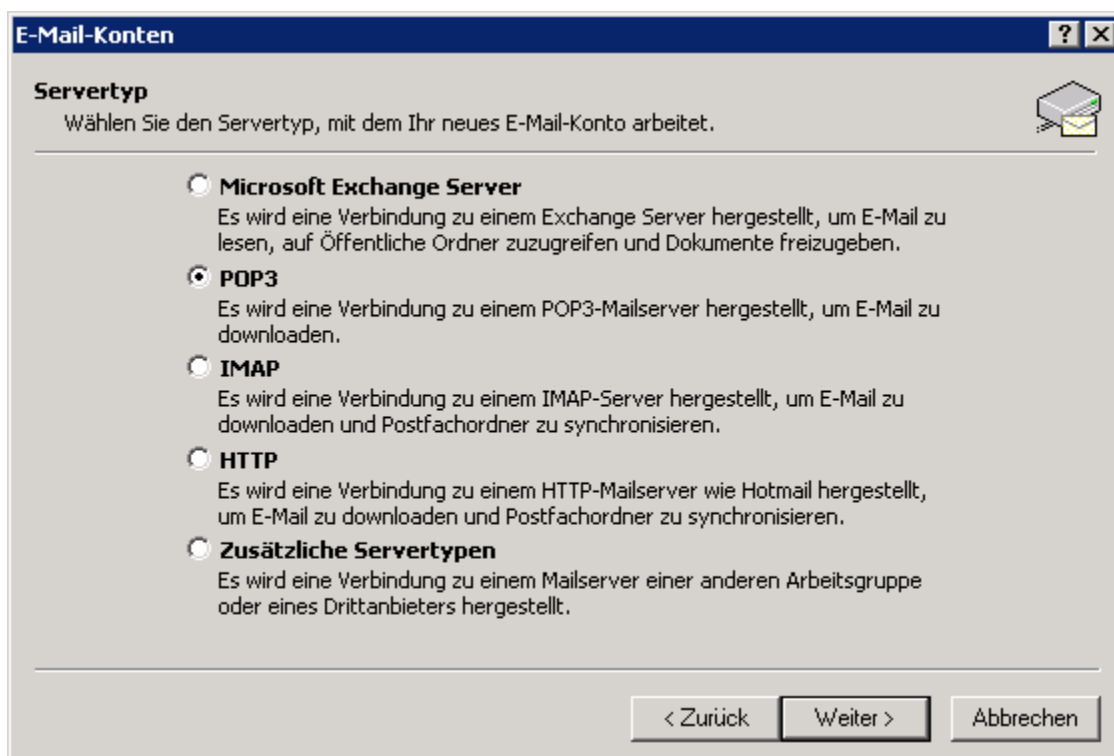 E-Mail-Konten
Servertyp
Wählen Sie den Servertyp, mit dem Ihr neues E-Mail-Konto arbeitet.
Microsoft Exchange Server
Es wird eine Verbindung zu einem Exchange Server hergestellt, um E-Mail zu
lesen, auf Öffentliche Ordner zuzugreifen und Dokumente freizugeben.
POP3
Es wird eine Verbindung zu einem POP3-Mailserver hergestellt, um E-Mail zu
downloaden.
IMAP
Es wird eine Verbindung zu einem IMAP-Server hergestellt, um E-Mail zu
downloaden und Postfachordner zu synchronisieren.
HTTP
Es wird eine Verbindung zu einem HTTP-Mailserver wie Hotmail hergestellt,
um E-Mail zu downloaden und Postfachordner zu synchronisieren.
Zusätzliche Servertypen
Es wird eine Verbindung zu einem Mailserver einer anderen Arbeitsgruppe
oder eines Drittanbieters hergestellt.
< Zurück Weiter > Abbrechen